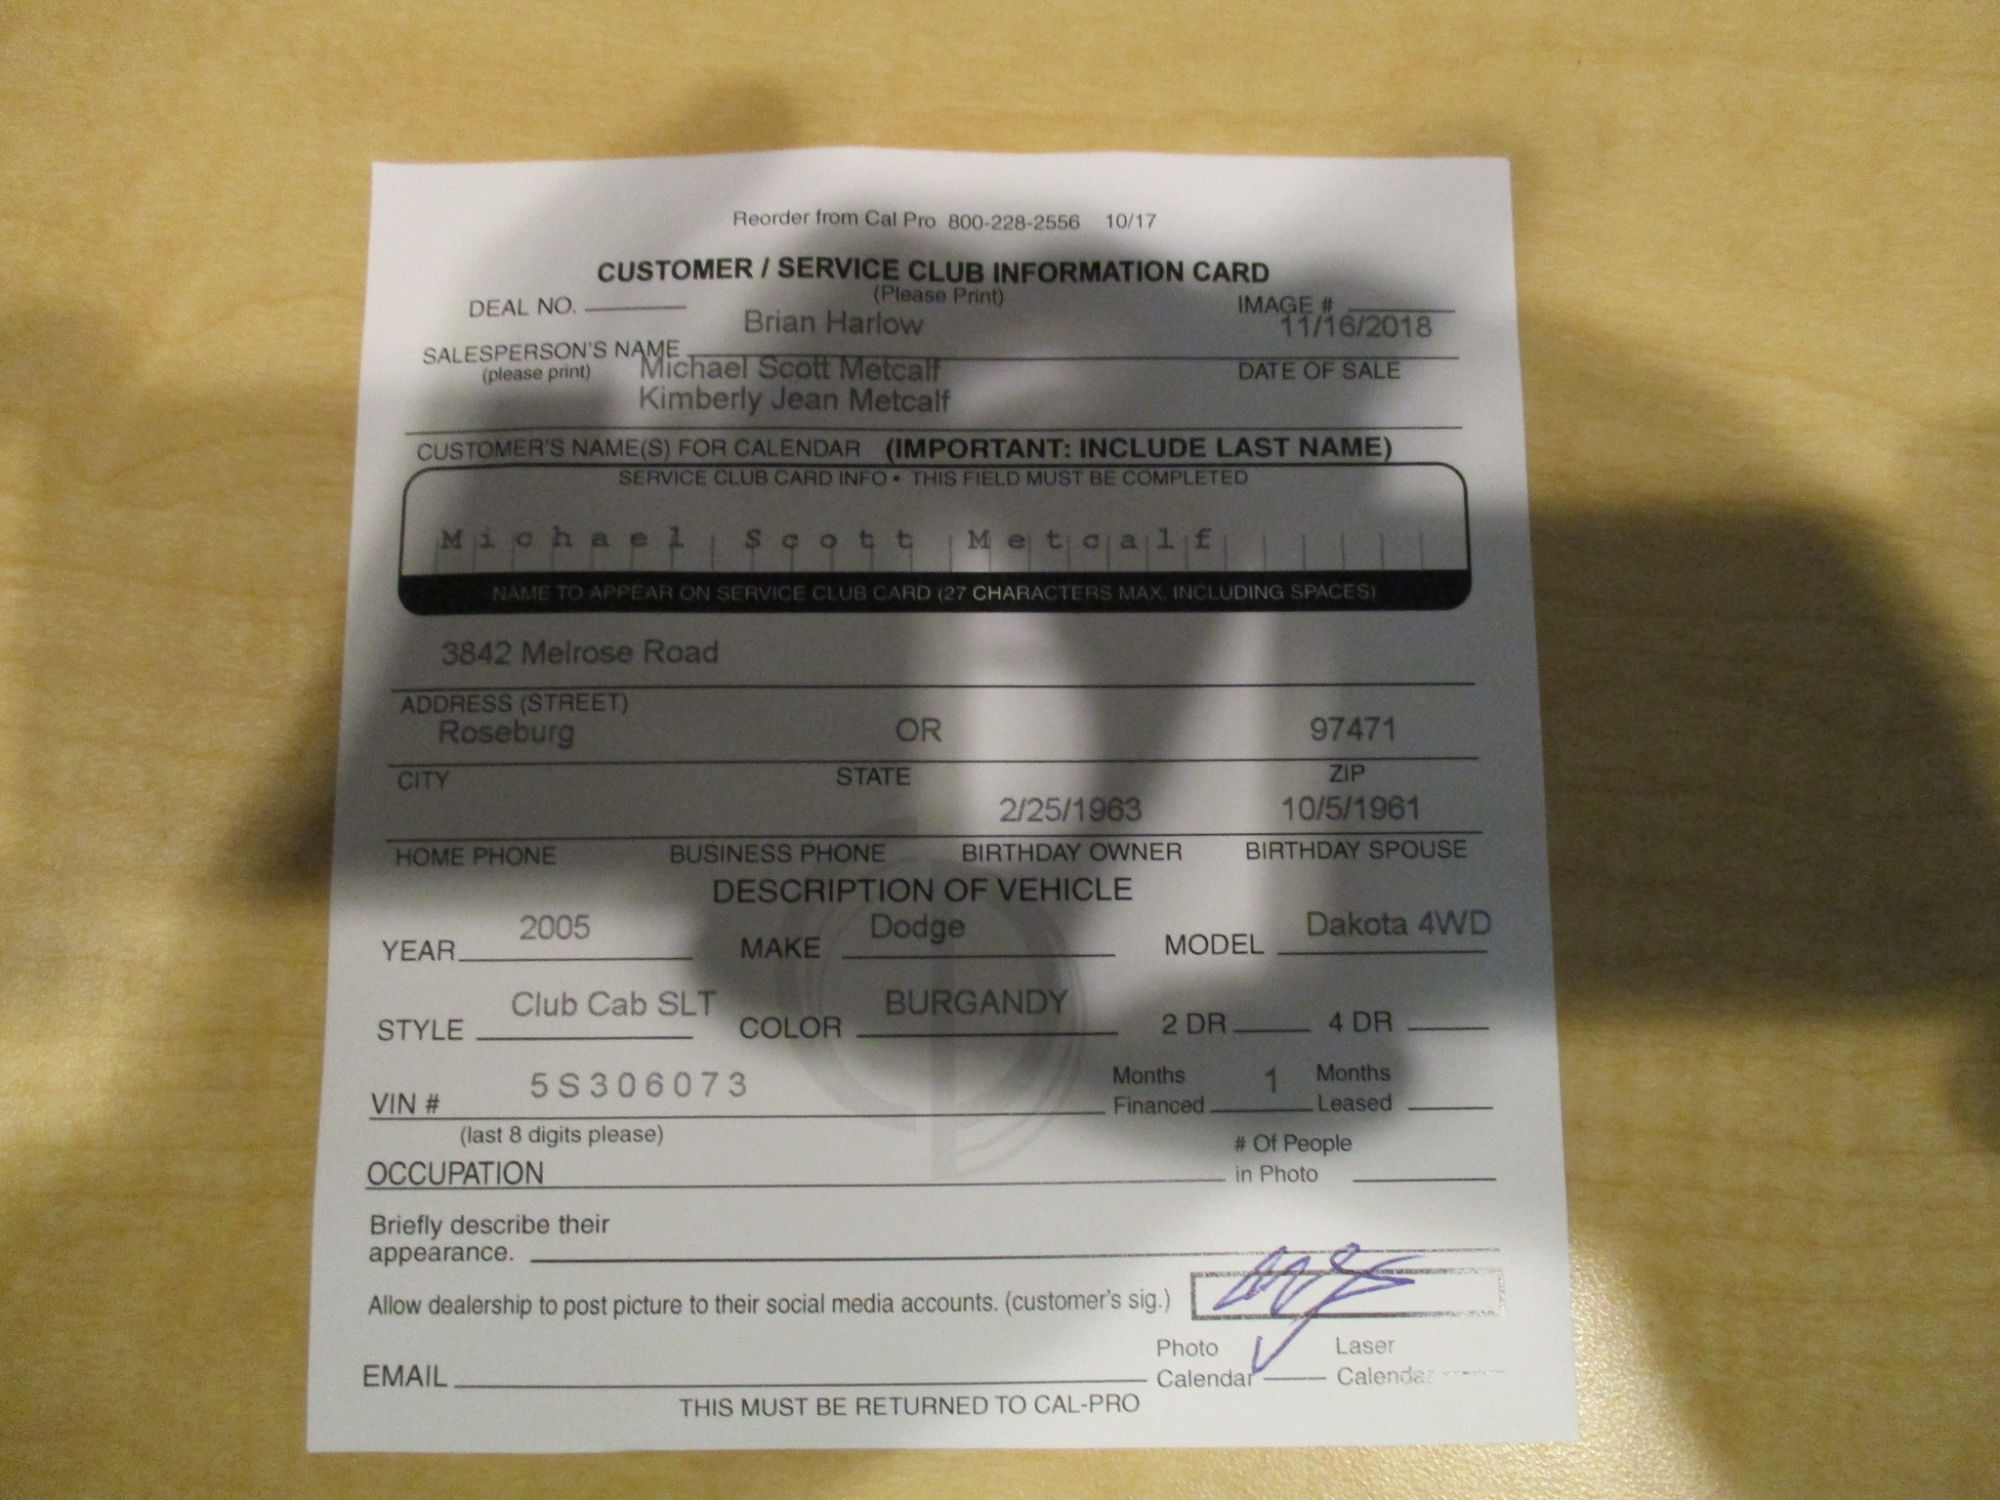 Reorder from Cal Pro 800-228-2556 10/17
CUSTOMER / SERVICE CLUB INFORMATION CARD
(Please Print)
DEAL NO.
IMAGE #
Brian Harlow 11/16/2018
SALESPERSON'S NAME
(please print)
DATE OF SALE
Michael Scott Metcalf
Kimberly Jean Metcalf
CUSTOMER'S NAME(S) FOR CALENDAR (IMPORTANT: INCLUDE LAST NAME)
SERVICE CLUB CARD INFO • THIS FIELD MUST BE COMPLETED
Michael Scott Metcalf
NAME TO APPEAR ON SERVICE CLUB CARD (27 CHARACTERS MAX. INCLUDING SPACES)
3842 Melrose Road
ADDRESS (STREET)
Roseburg OR 97471
CITY STATE ZIP
2/25/1963 10/5/1961
HOME PHONE BUSINESS PHONE BIRTHDAY OWNER BIRTHDAY SPOUSE
DESCRIPTION OF VEHICLE
YEAR 2005 MAKE Dodge MODEL Dakota 4WD
STYLE Club Cab SLT COLOR BURGANDY 2 DR 4 DR
VIN # 5S306073 Months Financed 1 Months Leased
(last 8 digits please)
OCCUPATION
# Of People
in Photo
Briefly describe their
appearance.
Allow dealership to post picture to their social media accounts. (customer's sig.)
EMAIL
Photo
Calendar
Laser
Calendar
THIS MUST BE RETURNED TO CAL-PRO